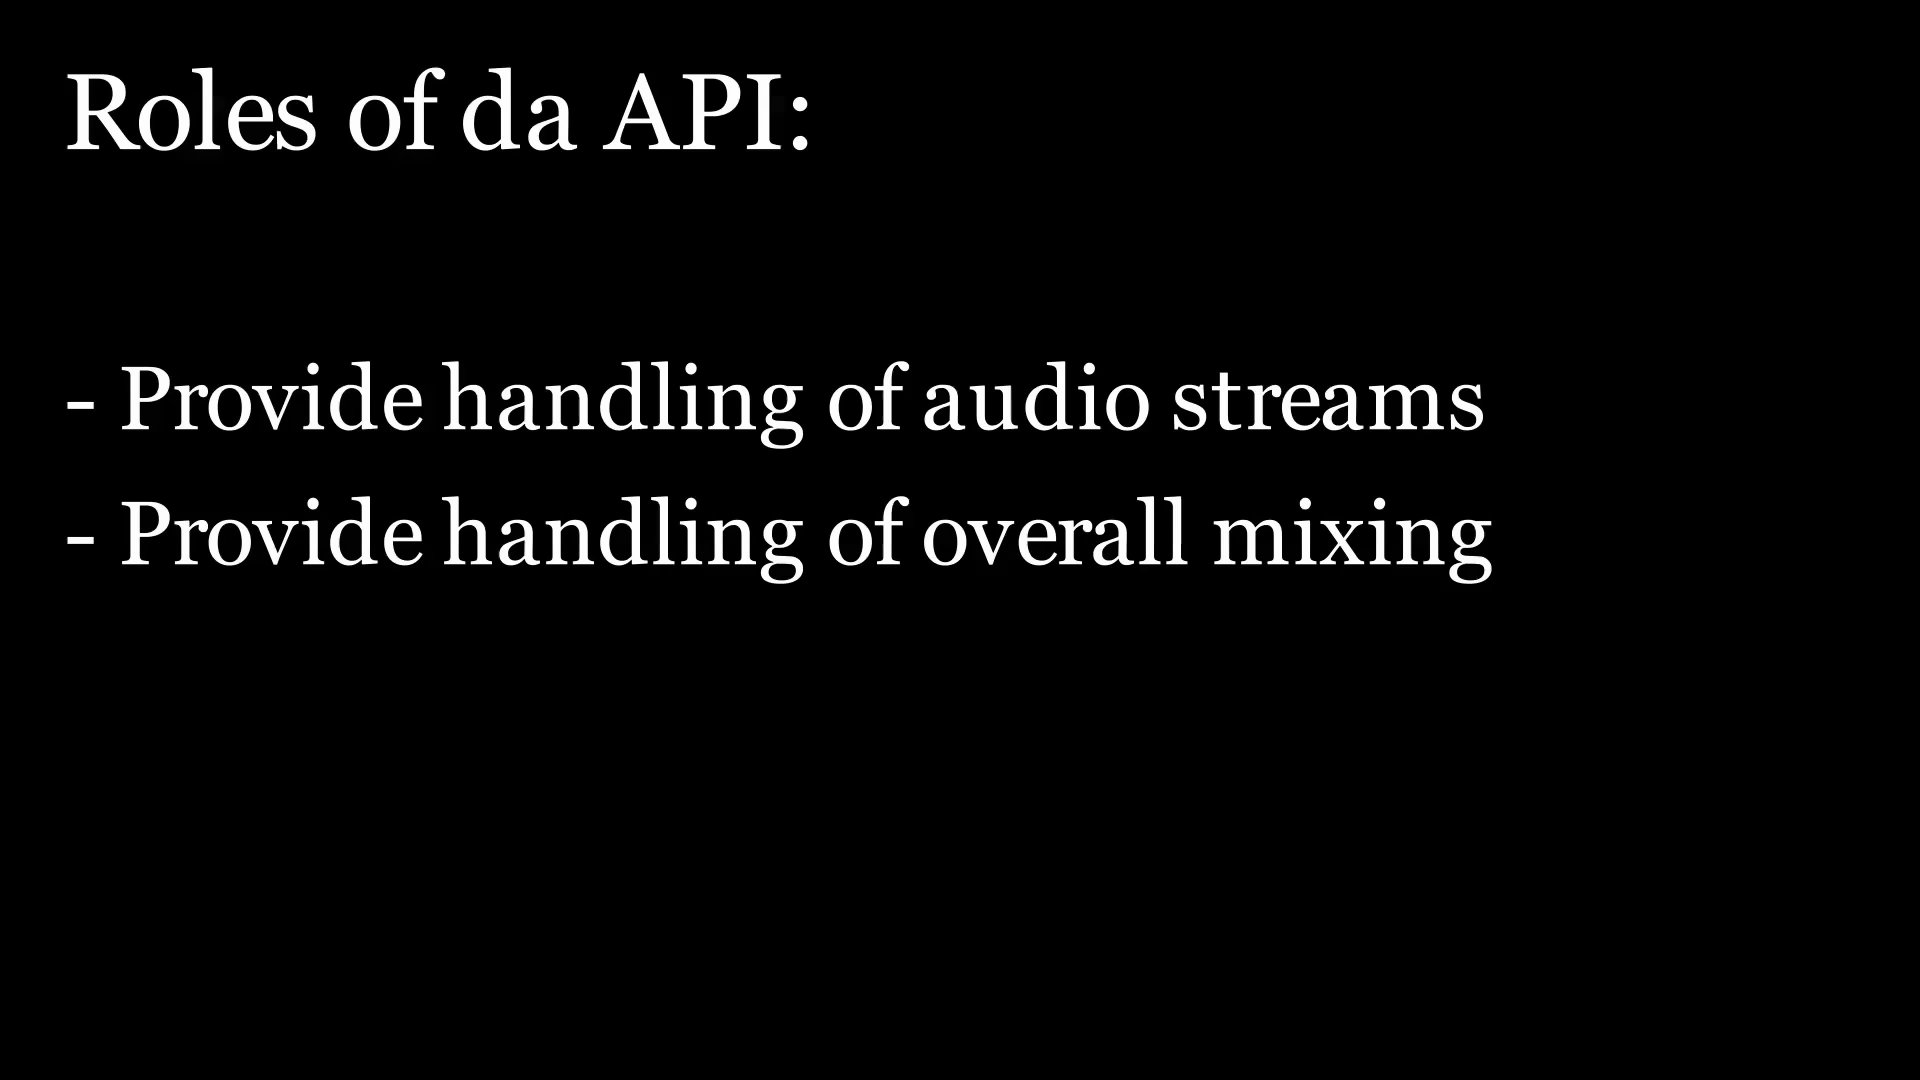 Roles of da API:
- Provide handling of audio streams
- Provide handling of overall mixing